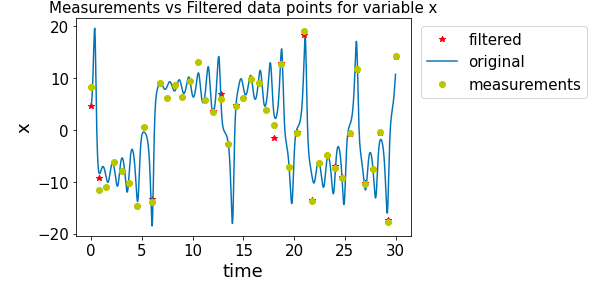 Measurements vs Filtered data points for variable x
filtered
original
measurements
x
20
10
0
−10
−20
0
5
10
15
20
25
30
time